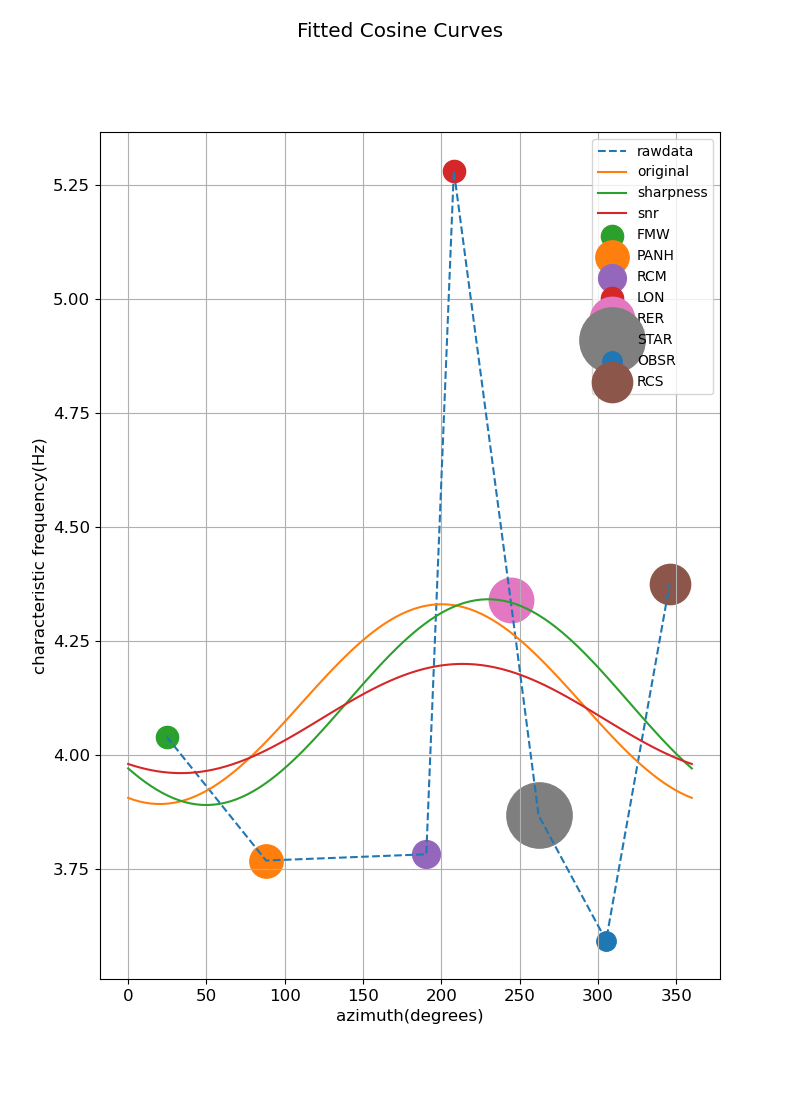 Fitted Cosine Curves
5.25
5.00
4.75
4.50
4.25
4.00
3.75
characteristic frequency(Hz)
rawdata
original
sharpness
snr
FMW
PANH
RCM
LON
RER
STAR
OBSR
RCS
0 50 100 150 200 250 300 350
azimuth(degrees)